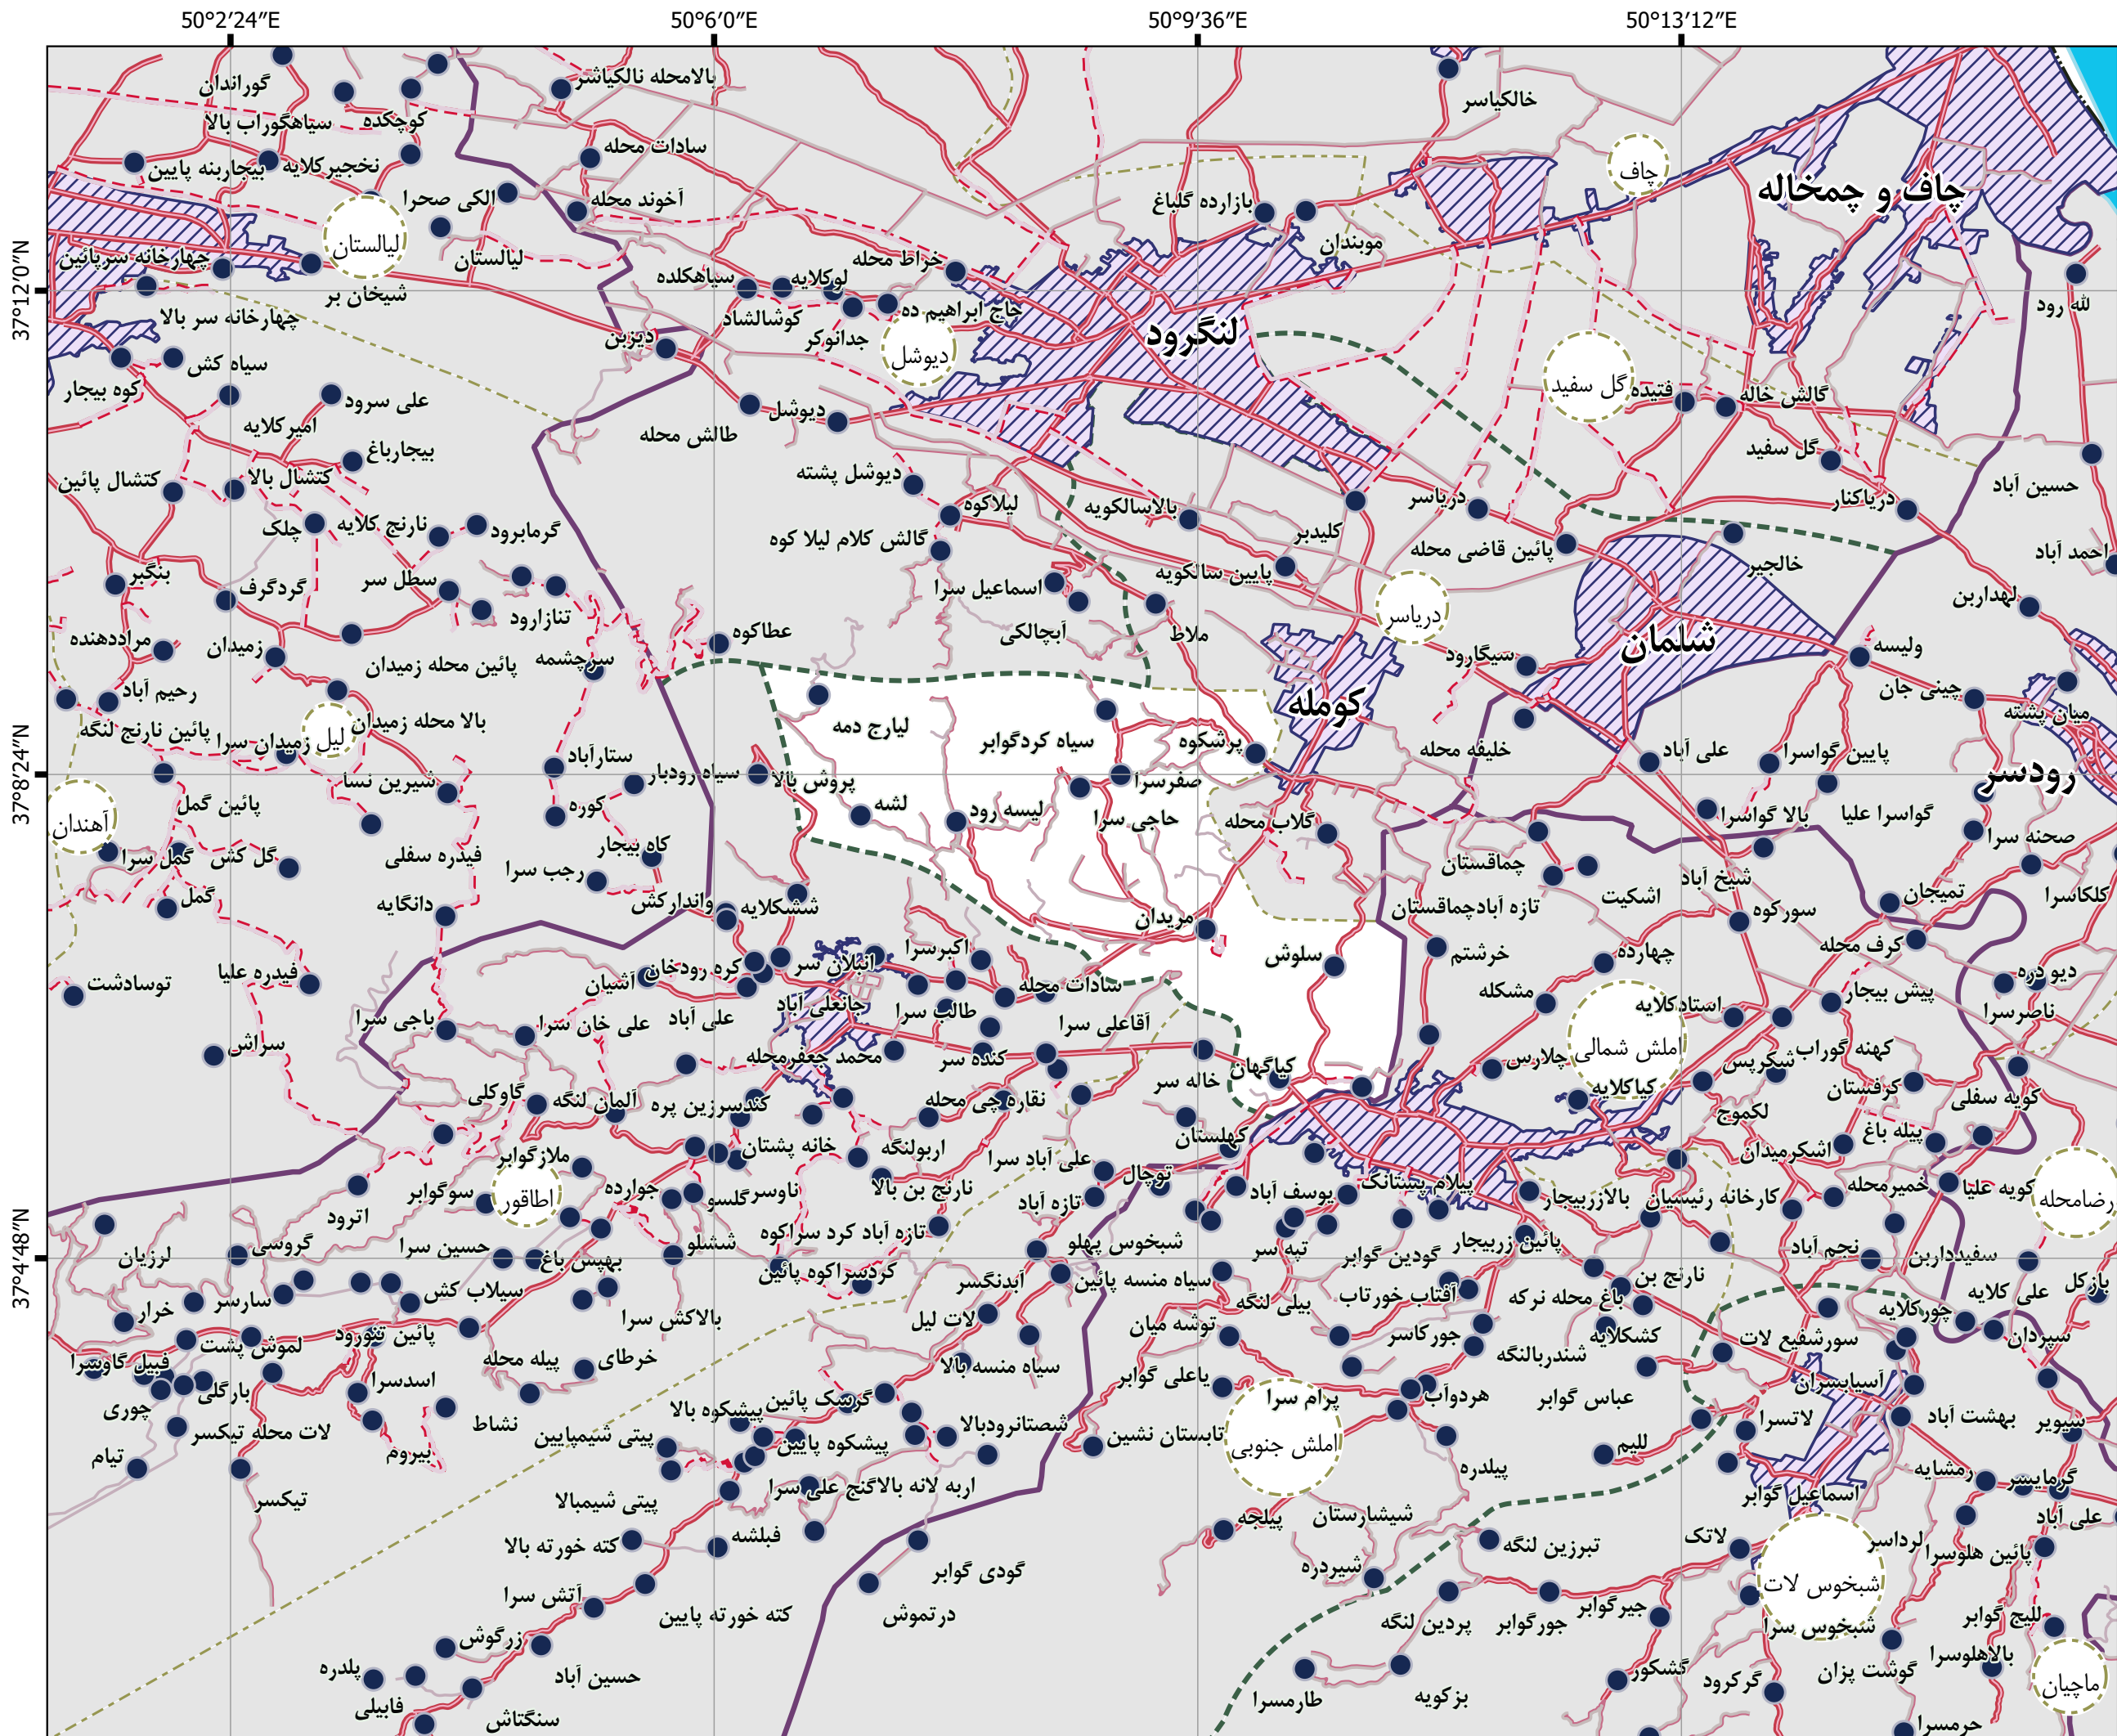 50°2'24"E
50°6'0"E
50°9'36"E
50°13'12"E
37°12'0"N
37°8'24"N
37°4'48"N
گوراندان
بالامحله نالکیاشر
خالکیاسر
سیاهگوراب بالا
کوچکده
سادات محله
چاف
چاف و چمخاله
بیجاربنه پایین
نخجیرکلایه
الکی صحرا
آخوند محله
بازارده گلباغ
موبندان
لیالستان
لیالستان
چهارخانه سرپائین
شیخان بر
سیاهکلده
لوکلایه
خراط محله
لله رود
چهارخانه سر بالا
کوشالشاد
حاج ابراهیم ده
جدانوکر
دیوشل
لنگرود
دیزبن
سیاه کش
کوه بیجار
علی سرود
گل سفید
فتیده
گالش خاله
امیرکلایه
طالش محله
دیوشل
بیجارباغ
گل سفید
کتشال پائین
کتشال بالا
دیوشل پشته
حسین آباد
لیلاکوه
بالاسالکویه
دریاسر
دریاکنار
چلک
نارنج کلایه
گرمابرود
گالش کلام لیلا کوه
کلیدبر
پائین قاضی محله
خالجیر
احمد آباد
بنگبر
گردگرف
سطل سر
تنازارود
اسماعیل سرا
پایین سالکویه
دریاسر
لهداربن
مراددهنده
زمیدان
پائین محله زمیدان
سرچشمه
عطاکوه
آبچالکی
ملاط
سیگارود
شلمان
ولیسه
رحیم آباد
چینی جان
پائین نارنج لنگه
زمیدان سرا
لیل
بالا محله زمیدان
لیارج دمه
سیاه کردگوابر
پرشکوه
کومله
خلیفه محله
علی آباد
پایین گواسرا
میان پشته
رودسر
ستارآباد
سیاه رودبار
پروش بالا
صفرسرا
شیرین نسا
آهندان
پائین گمل
کوره
لشه
لیسه رود
حاجی سرا
گلاب محله
بالا گواسرا
گواسرا علیا
صحنه سرا
گمل سرا
گل کش
فیدره سفلی
کاه بیجار
رجب سرا
چماقستان
اشکیت
شیخ آباد
تمیجان
کلکاسرا
گمل
دانگایه
واندارکش
ششکلایه
مریدان
تازه آبادچماقستان
سورکوه
کرف محله
توسادشت
فیدره علیا
آشیان
کره رودخان
انبلان سر
اکبرسرا
سادات محله
سلوش
خرشتم
چهارده
مشکله
استادکلایه
پیش بیجار
دیو دره
ناصرسرا
سراش
باجی سرا
علی خان سرا
علی آباد
جانعلی آباد
طالب سرا
آقاعلی سرا
محمد جعفرمحله
کنده سر
خاله سر
کیاگهان
چلارس
املش شمالی
کیاکلایه
شکرپس
کهنه گوراب
کرفستان
کویه سفلی
گاوکلی
آلمان لنگه
کندسرزین پره
نقاره چی محله
لکموج
ملازگوابر
خانه پشتان
اربولنگه
علی آباد سرا
کهلستان
اشکرمیدان
پیله باغ
سوگوابر
اطاقور
جوارده
گلسو
ناوسر
نارنج بن بالا
تازه آباد
توچال
یوسف آباد
پیلام پستانک
بالازربیجار
کارخانه رئیسیان
خمیرمحله
کویه علیا
رضامحله
اترود
لرزیان
گروسی
حسین سرا
بهپس باغ
ششلو
تازه آباد کرد سراکوه
کردسراکوه پائین
شبخوس پهلو
تپه سر
گودین گوابر
پائین زربیجار
نجم آباد
سفیدداربن
خرار
سارسر
سیلاب کش
بالاکش سرا
آبدنگسر
لات لیل
سیاه منسه پائین
توشه میان
بیلی لنگه
آفتاب خورتاب
نارنج بن
باغ محله نرکه
علی کلایه
بازکل
چورکلایه
لموش پشت
پائین تنورود
جورکاسر
شندربالنگه
کشکلایه
سورشفیع لات
سپردان
فبیل گاوسرا
بارگلی
اسدسرا
پیله محله
خرطای
سیاه منسه بالا
یاعلی گوابر
پرام سرا
هردوآب
عباس گوابر
آسیابسران
چوری
لات محله تیکسر
نشاط
گرسک پائین
پیشکوه بالا
شصتانرودبالا
تابستان نشین
املش جنوبی
لاتسرا
بهشت آباد
سیویر
تیام
بیروم
پیتی شیمپایین
پیشکوه پایین
پیلدره
للیم
رمشایه
گرمایسر
تیکسر
پیتی شیمبالا
گنج علی سرا
اربه لانه بالا
اسماعیل گوابر
کته خورته بالا
فیلشه
پیلجه
شیشارستان
تبرزین لنگه
لاتک
لرداسر
پائین هلوسرا
علی آباد
گودی گوابر
شیردره
شبخوس لات
آتش سرا
کته خورته پایین
درتموش
پردین لنگه
جورگوابر
جیرگوابر
شبخوس سرا
للیج گوابر
زرگوش
حسین آباد
پلدره
طارمسرا
بزکویه
گشکور
گرکرود
گوشت پزان
بالاهلوسرا
ماچیان
فابیلی
سنگتاش
حرمسرا